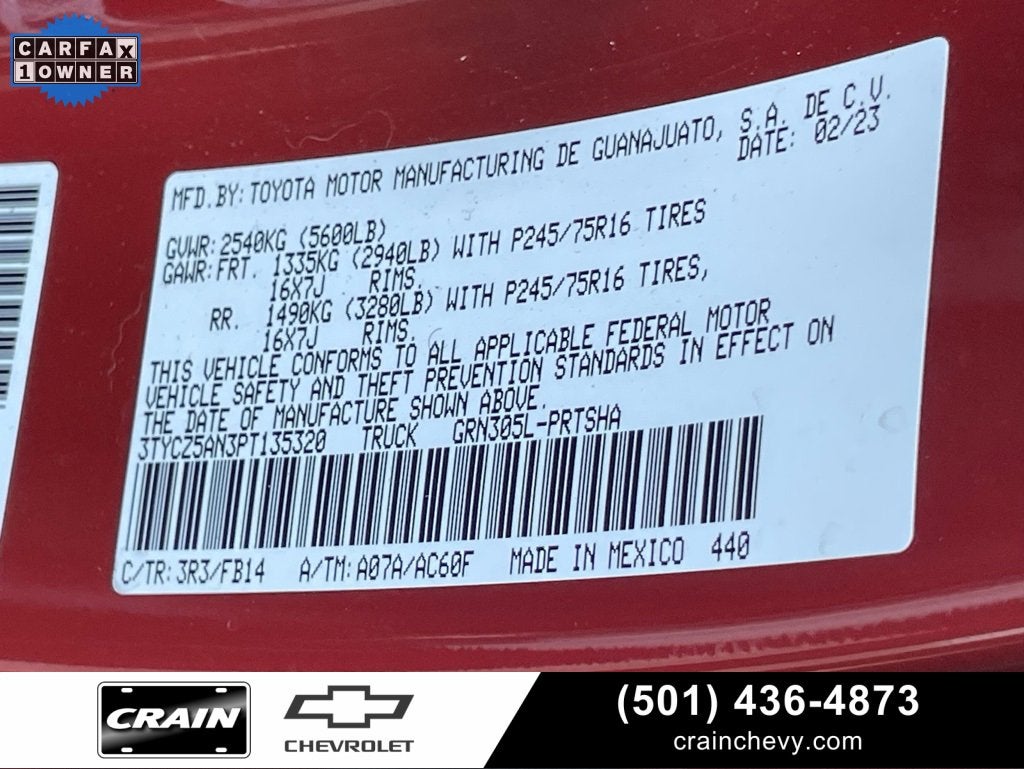 CARFAX
1 OWNER
MFD.BY:TOYOTA MOTOR MANUFACTURING DE GUANAJUATO, S.A. DE C.V.
DATE: 02/23
GVWR:2540KG (5600LB)
GAWR:FRT. 1335KG (2940LB) WITH P245/75R16 TIRES
16X7J RIMS.
RR. 1490KG (3280LB) WITH P245/75R16 TIRES,
16X7J RIMS.
THIS VEHICLE CONFORMS TO ALL APPLICABLE FEDERAL MOTOR
VEHICLE SAFETY AND THEFT PREVENTION STANDARDS IN EFFECT ON
THE DATE OF MANUFACTURE SHOWN ABOVE.
3TYCZ5AN3PT135320 TRUCK GRN305L-PRTSHA
C/TR:3R3/FB14 A/TM:A07A/AC60F MADE IN MEXICO 440
CRAIN
CHEVROLET
(501) 436-4873
crainchevy.com